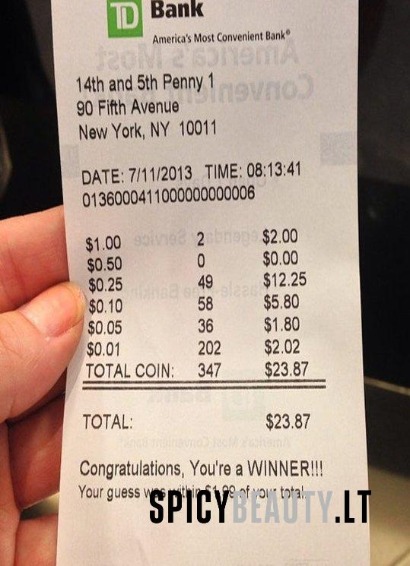 TD Bank
America's Most Convenient Bank®
14th and 5th Penny 1
90 Fifth Avenue
New York, NY 10011
DATE: 7/11/2013 TIME: 08:13:41
0136000411000000000006
$1.00 2 $2.00
$0.50 0 $0.00
$0.25 49 $12.25
$0.10 58 $5.80
$0.05 36 $1.80
$0.01 202 $2.02
TOTAL COIN: 347 $23.87
TOTAL: $23.87
Congratulations, You're a WINNER!!!
Your guess was within $1.99 of your total.
SPICYBEAUTY.LT